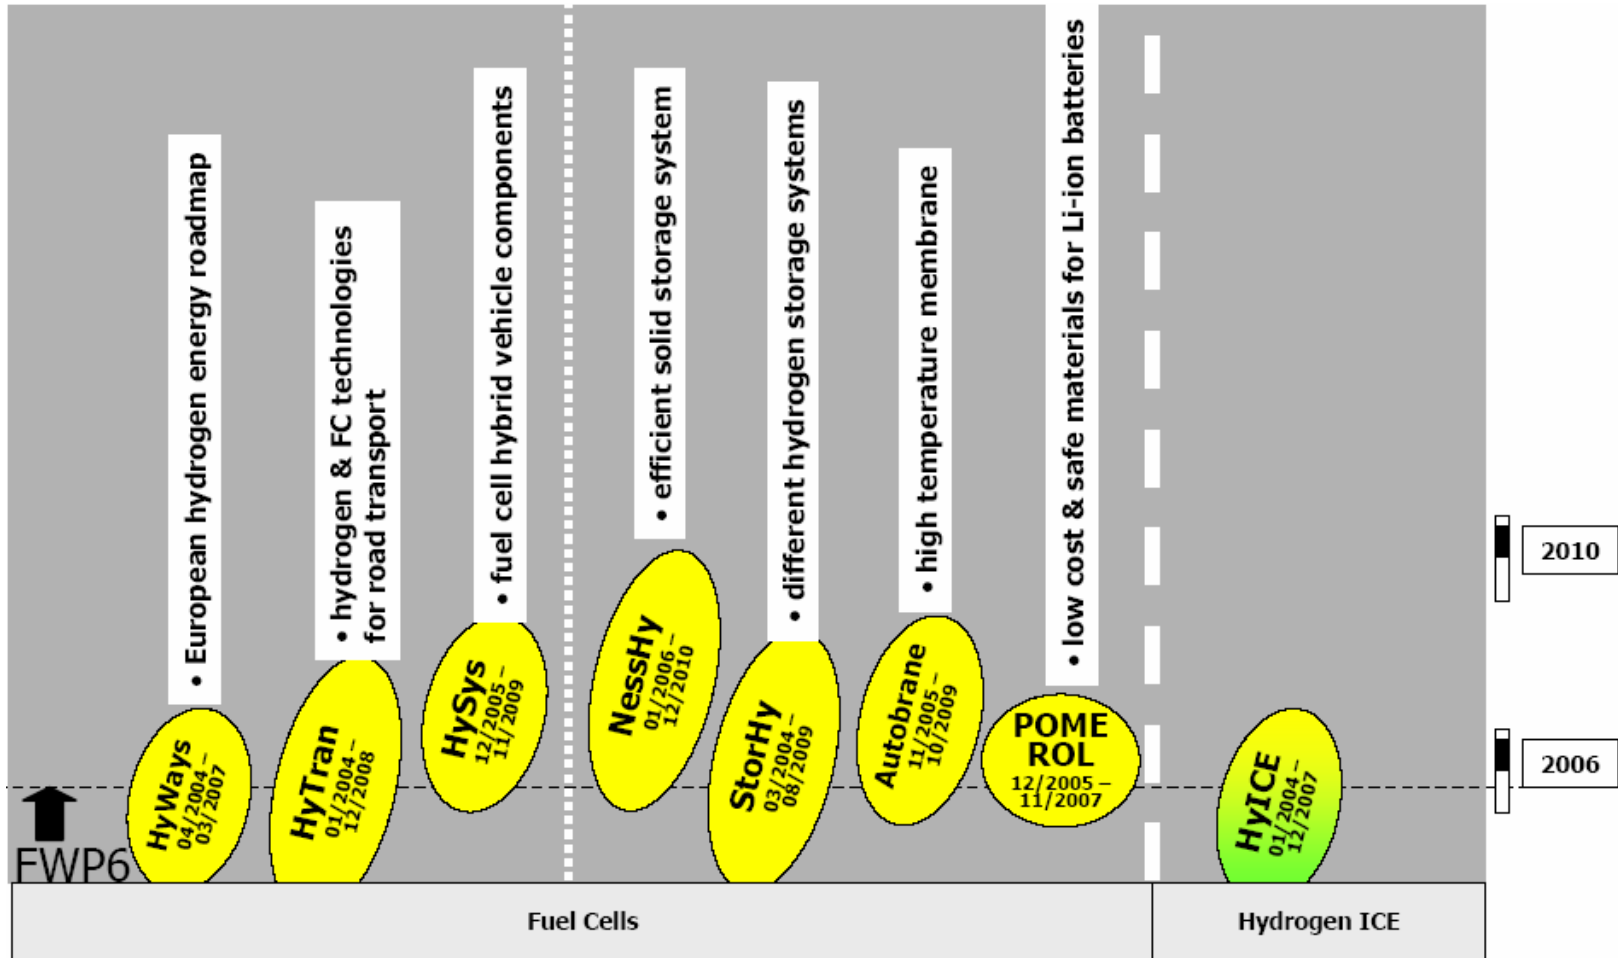 • European hydrogen energy roadmap
• hydrogen & FC technologies
for road transport
• fuel cell hybrid vehicle components
• efficient solid storage system
• different hydrogen storage systems
• high temperature membrane
• low cost & safe materials for Li-ion batteries
HyWays
04/2004 –
03/2007
HyTran
01/2004 –
12/2008
HySys
12/2005 –
11/2009
NessHy
01/2006 –
12/2010
StorHy
03/2004 –
08/2009
Autobrane
11/2005 –
10/2009
POME
ROL
12/2005 –
11/2007
HyICE
01/2004 –
12/2007
2010
2006
FWP6
Fuel Cells
Hydrogen ICE